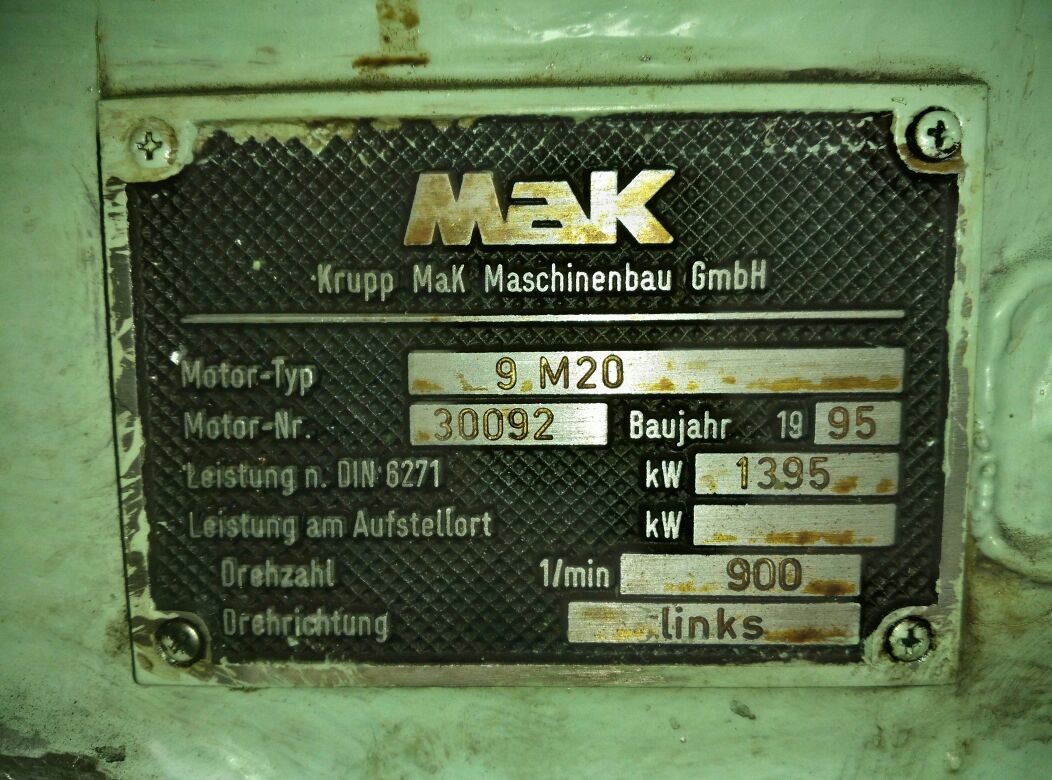 MaK
Krupp MaK Maschinenbau GmbH
Motor-Typ 9 M20
Motor-Nr. 30092 Baujahr 19 95
Leistung n. DIN 6271 kW 1395
Leistung am Aufstellort kW
Drehzahl 1/min 900
Drehrichtung links